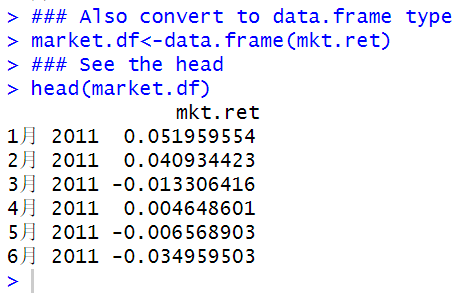 > ### Also convert to data.frame type
> market.df<-data.frame(mkt.ret)
> ### See the head
> head(market.df)
mkt.ret
1月 2011 0.051959554
2月 2011 0.040934423
3月 2011 -0.013306416
4月 2011 0.004648601
5月 2011 -0.006568903
6月 2011 -0.034959503
>